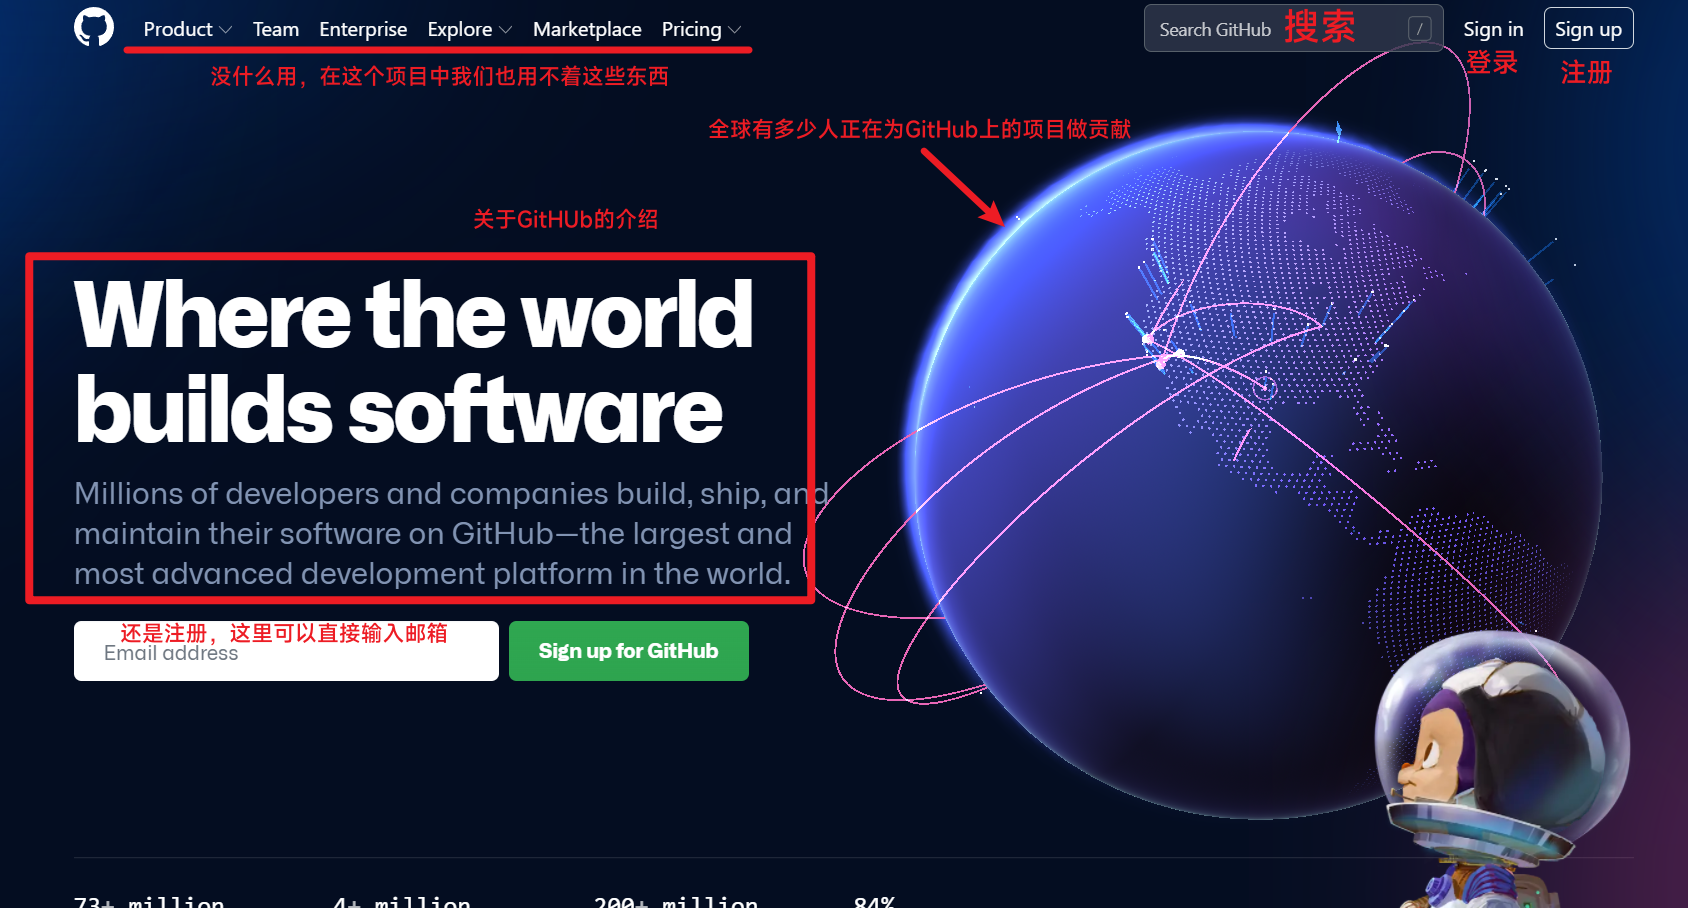 Product Team Enterprise Explore Marketplace Pricing Search GitHub 搜索 / Sign in Sign up
没什么用，在这个项目中我们也用不着这些东西
登录
注册
全球有多少人正在为GitHub上的项目做贡献
关于GitHUb的介绍
Where the world
builds software
Millions of developers and companies build, ship, and
maintain their software on GitHub—the largest and
most advanced development platform in the world.
还是注册，这里可以直接输入邮箱
Email address
Sign up for GitHub
73+ million 4+ million 200+ million 84%